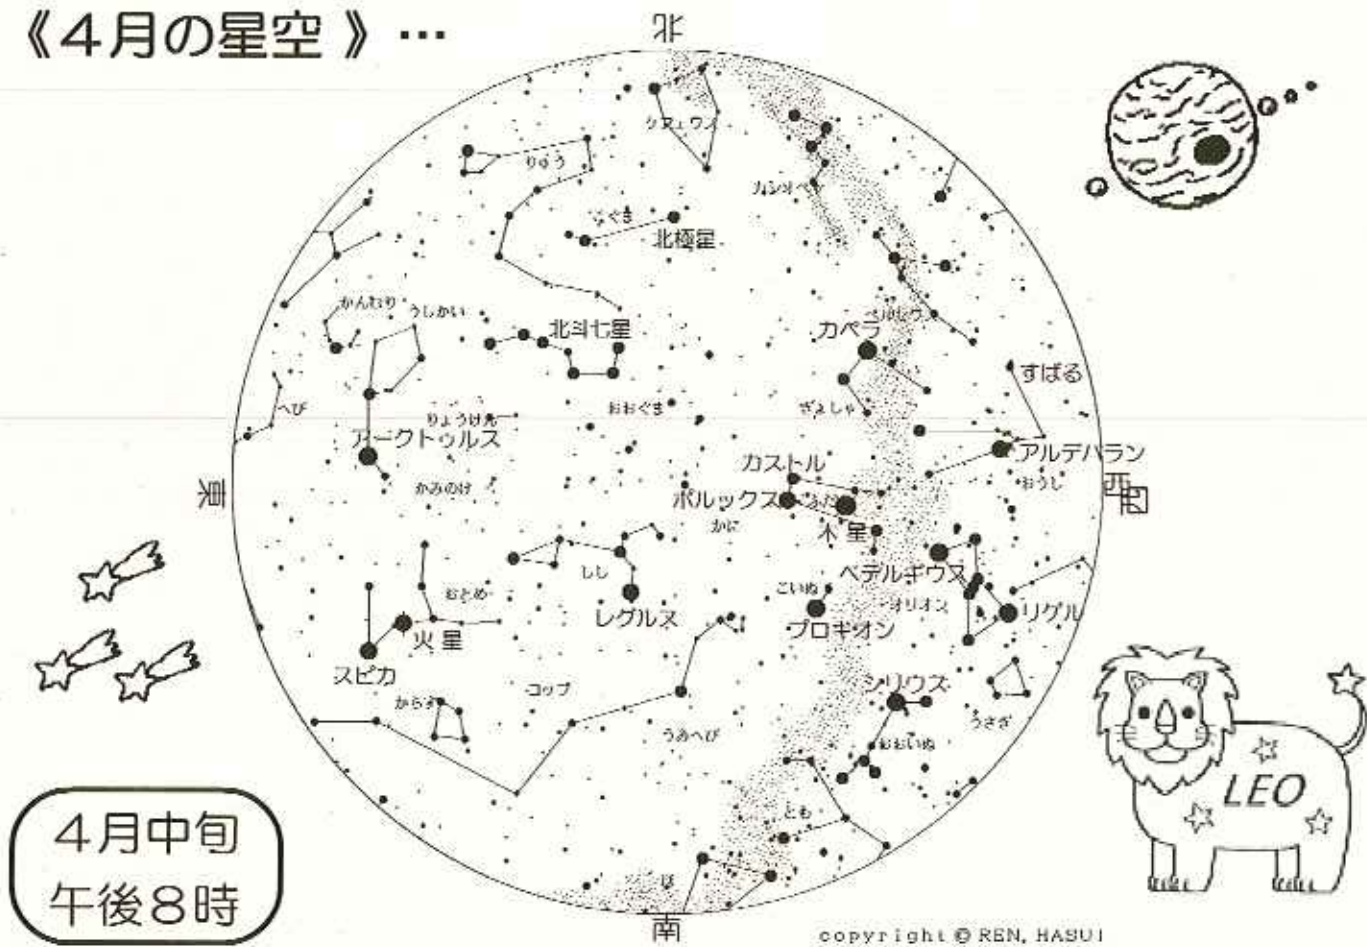 《４月の星空 》…
北
ケフェウス
りゅう
カシオペヤ
こぐま
北極星
かんむり
うしかい
北斗七星
ペルセウス
カペラ
すばる
へび
りょうけん
おおぐま
ぎょしゃ
アークトゥルス
アルデバラン
カストル
かみのけ
おうし
東
ポルックス
ふたご
西
かに
木星
しし
ベテルギウス
おとめ
こいぬ
オリオン
レグルス
プロキオン
リゲル
火星
スピカ
コップ
シリウス
からす
うさぎ
うみへび
おおいぬ
LEO
とも
４月中旬
午後８時
ほ
南
copyright © REN, HASUI